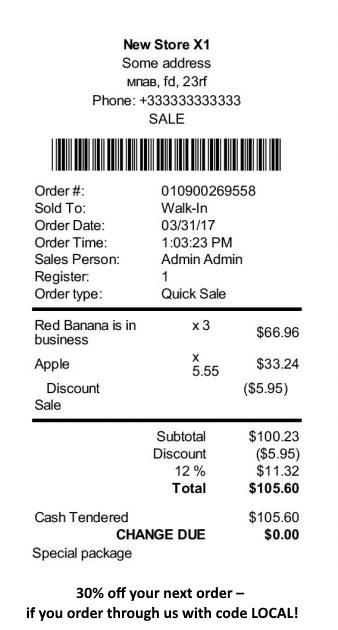 New Store X1
Some address
мпав, fd, 23rf
Phone: +333333333333
SALE
Order #: 010900269558
Sold To: Walk-In
Order Date: 03/31/17
Order Time: 1:03:23 PM
Sales Person: Admin Admin
Register: 1
Order type: Quick Sale
Red Banana is in business x 3 $66.96
Apple x 5.55 $33.24
Discount ($5.95)
Sale
Subtotal $100.23
Discount ($5.95)
12 % $11.32
Total $105.60
Cash Tendered $105.60
CHANGE DUE $0.00
Special package
30% off your next order –
if you order through us with code LOCAL!